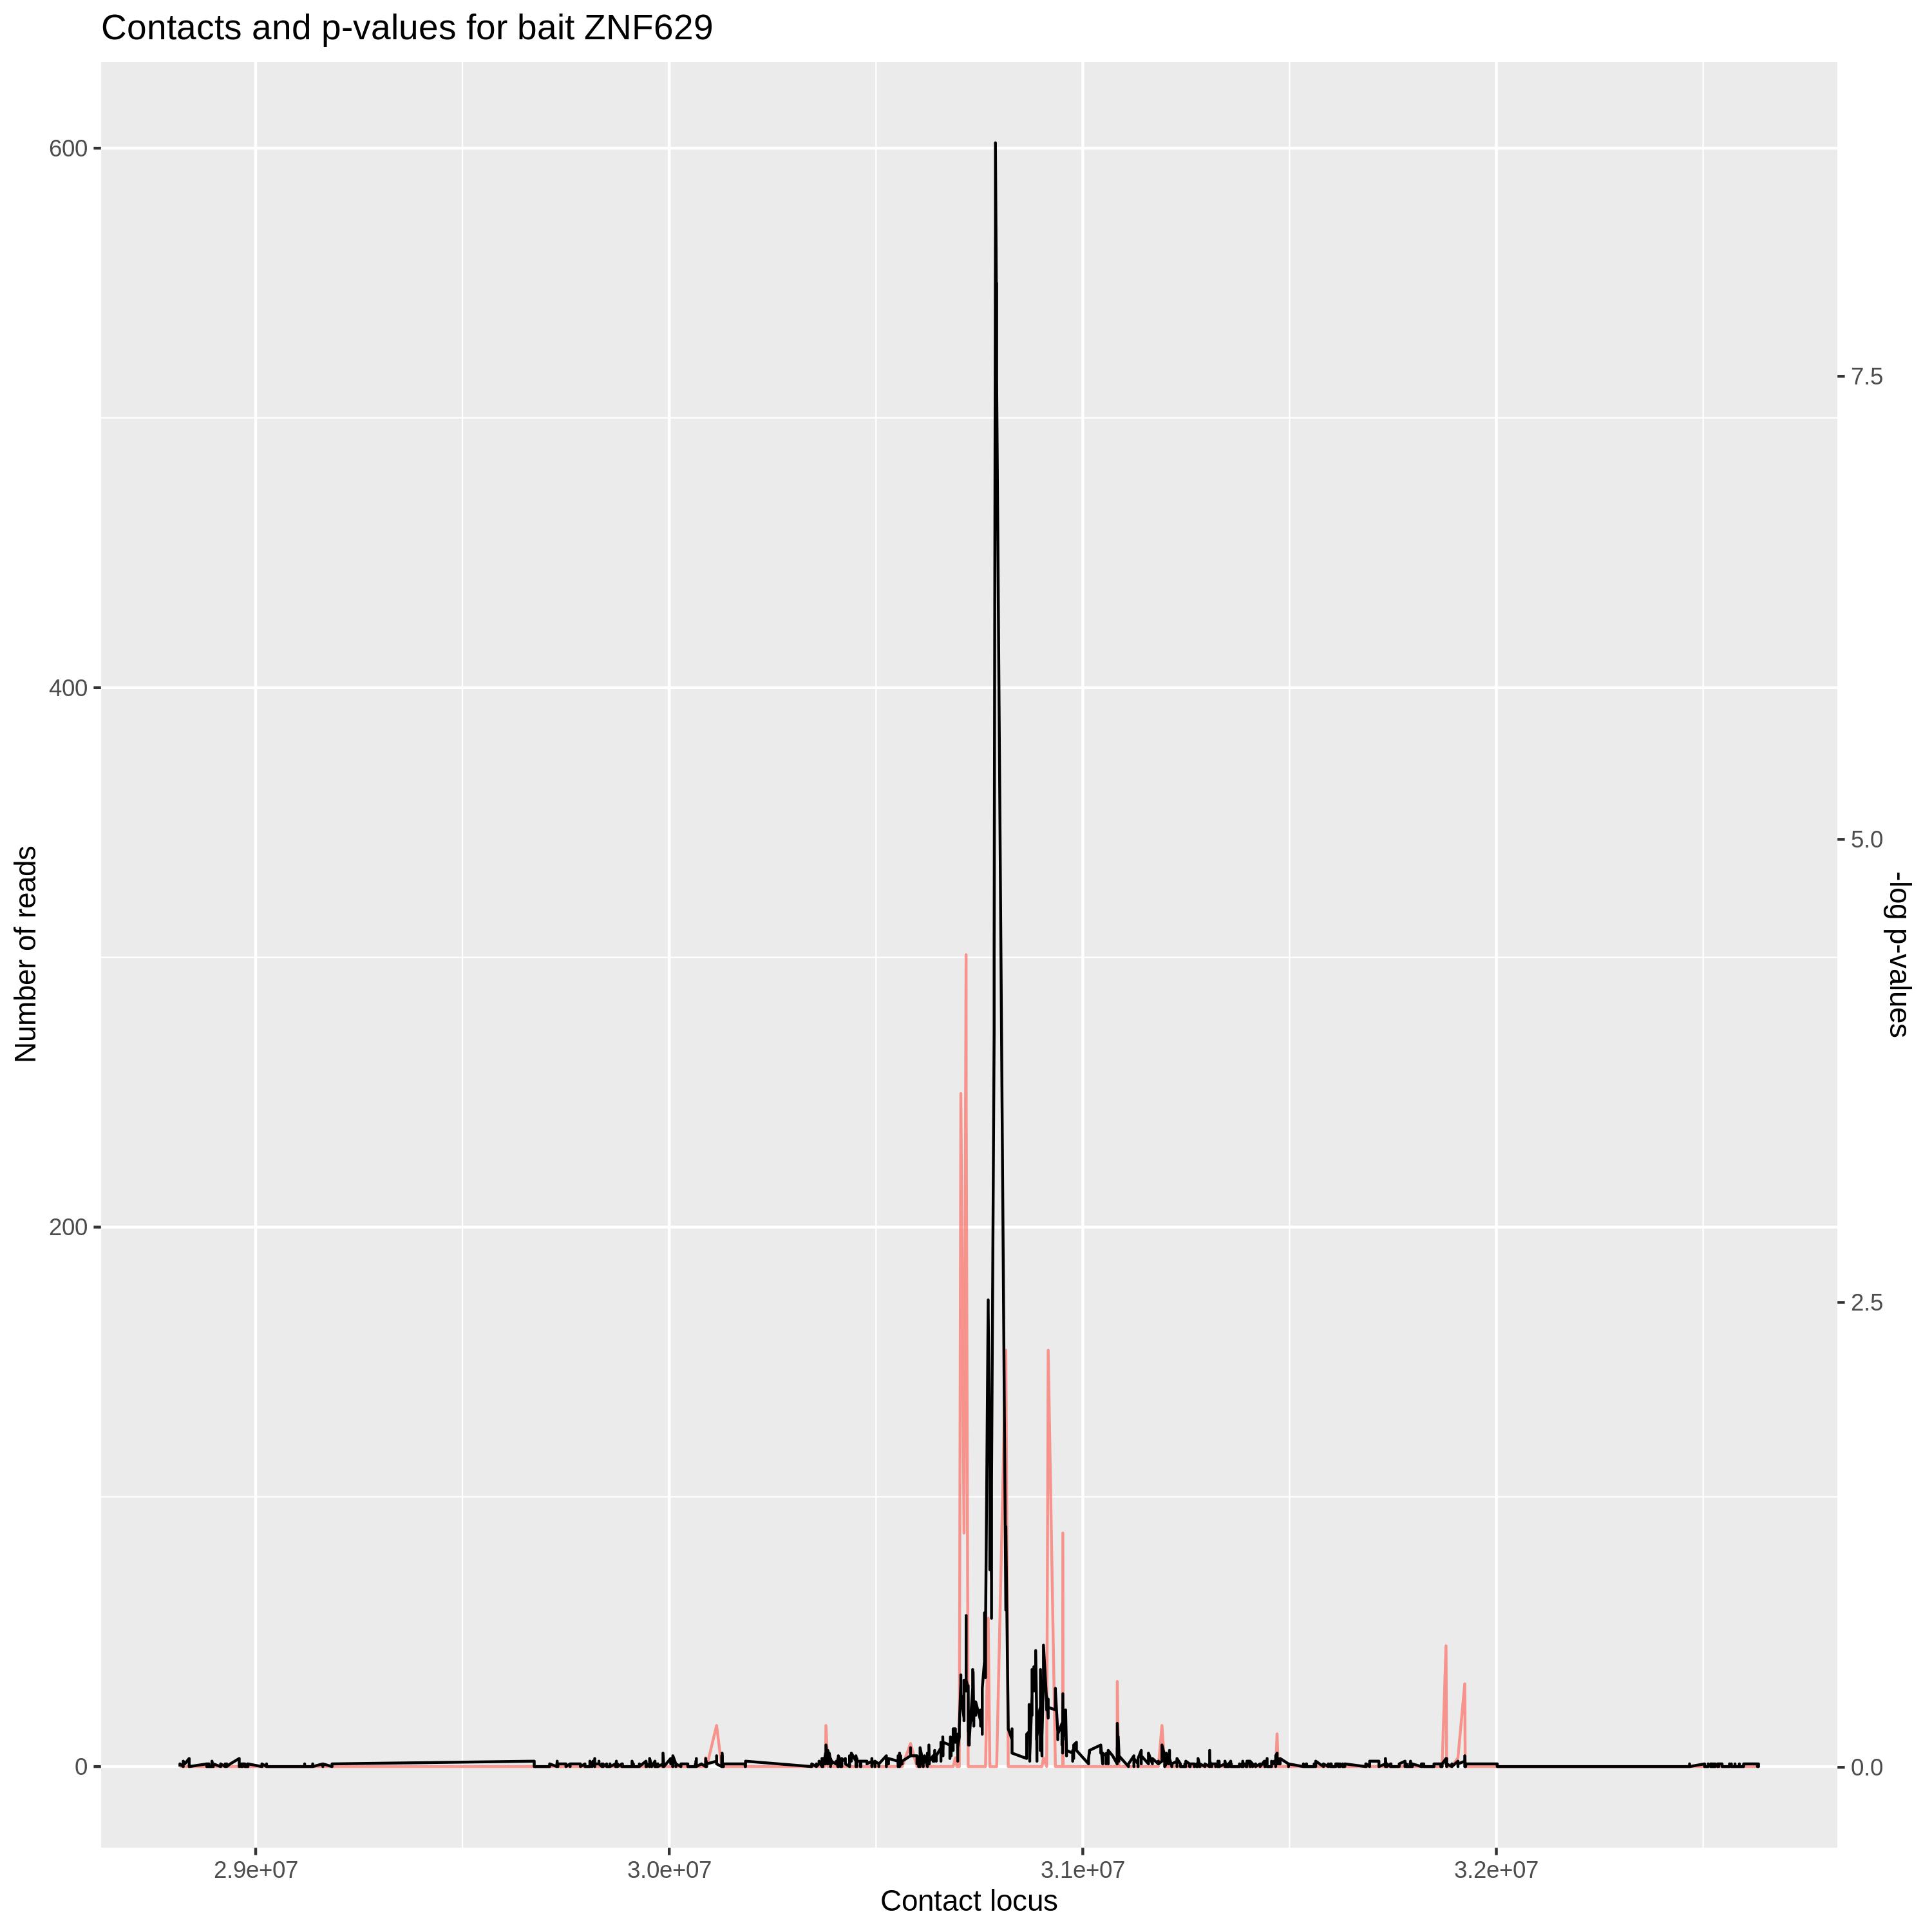 Contacts and p-values for bait ZNF629
600
400
200
0
Number of reads
7.5
5.0
2.5
0.0
-log p-values
2.9e+07
3.0e+07
3.1e+07
3.2e+07
Contact locus